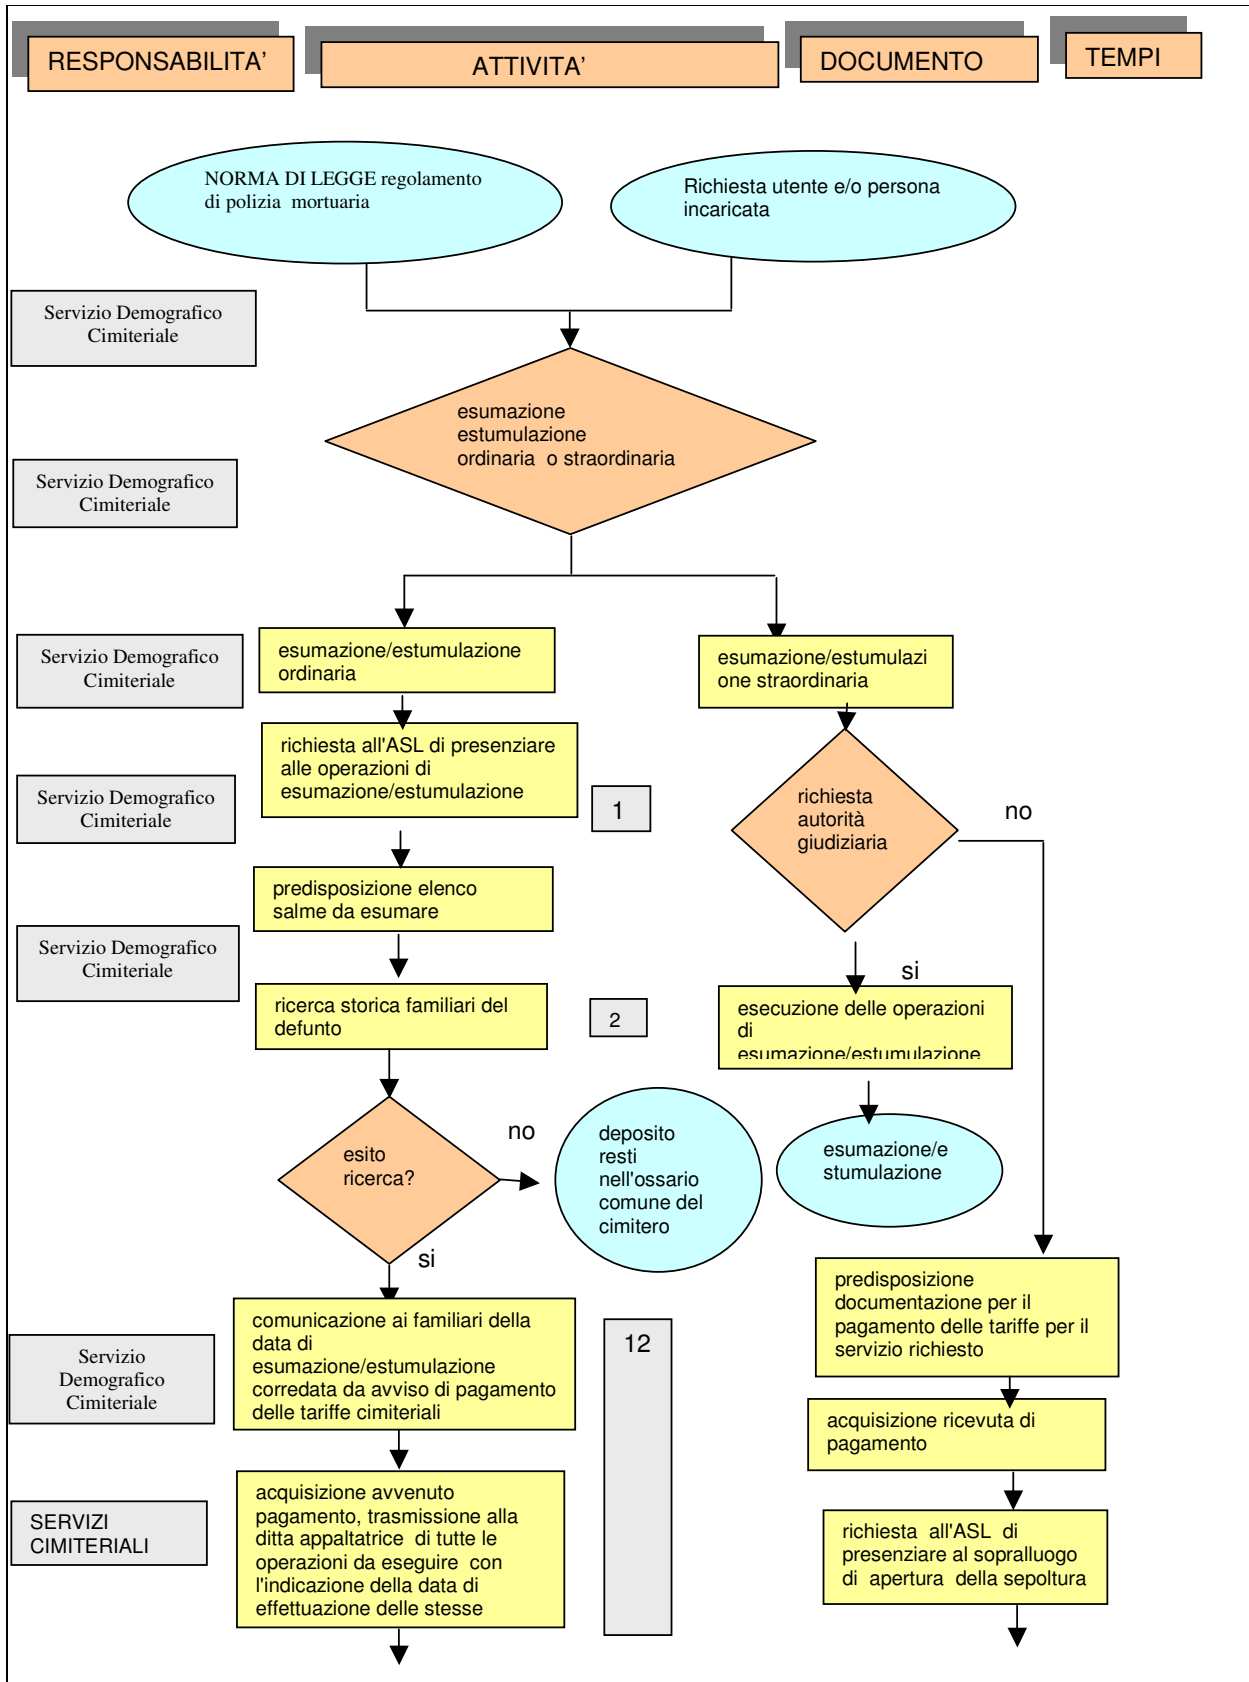 RESPONSABILITA’
ATTIVITA’
DOCUMENTO
TEMPI
NORMA DI LEGGE regolamento
di polizia mortuaria
Richiesta utente e/o persona
incaricata
Servizio Demografico
Cimiteriale
esumazione
estumulazione
ordinaria o straordinaria
Servizio Demografico
Cimiteriale
Servizio Demografico
Cimiteriale
esumazione/estumulazione
ordinaria
esumazione/estumulazi
one straordinaria
richiesta all'ASL di presenziare
alle operazioni di
esumazione/estumulazione
Servizio Demografico
Cimiteriale
1
richiesta
autorità
giudiziaria
no
predisposizione elenco
salme da esumare
Servizio Demografico
Cimiteriale
si
ricerca storica familiari del
defunto
2
esecuzione delle operazioni
di
esumazione/estumulazione
esito
ricerca?
no
si
deposito
resti
nell'ossario
comune del
cimitero
esumazione/e
stumulazione
predisposizione
documentazione per il
pagamento delle tariffe per il
servizio richiesto
Servizio
Demografico
Cimiteriale
comunicazione ai familiari della
data di
esumazione/estumulazione
corredata da avviso di pagamento
delle tariffe cimiteriali
12
acquisizione ricevuta di
pagamento
SERVIZI
CIMITERIALI
acquisizione avvenuto
pagamento, trasmissione alla
ditta appaltatrice di tutte le
operazioni da eseguire con
l'indicazione della data di
effettuazione delle stesse
richiesta all'ASL di
presenziare al sopralluogo
di apertura della sepoltura